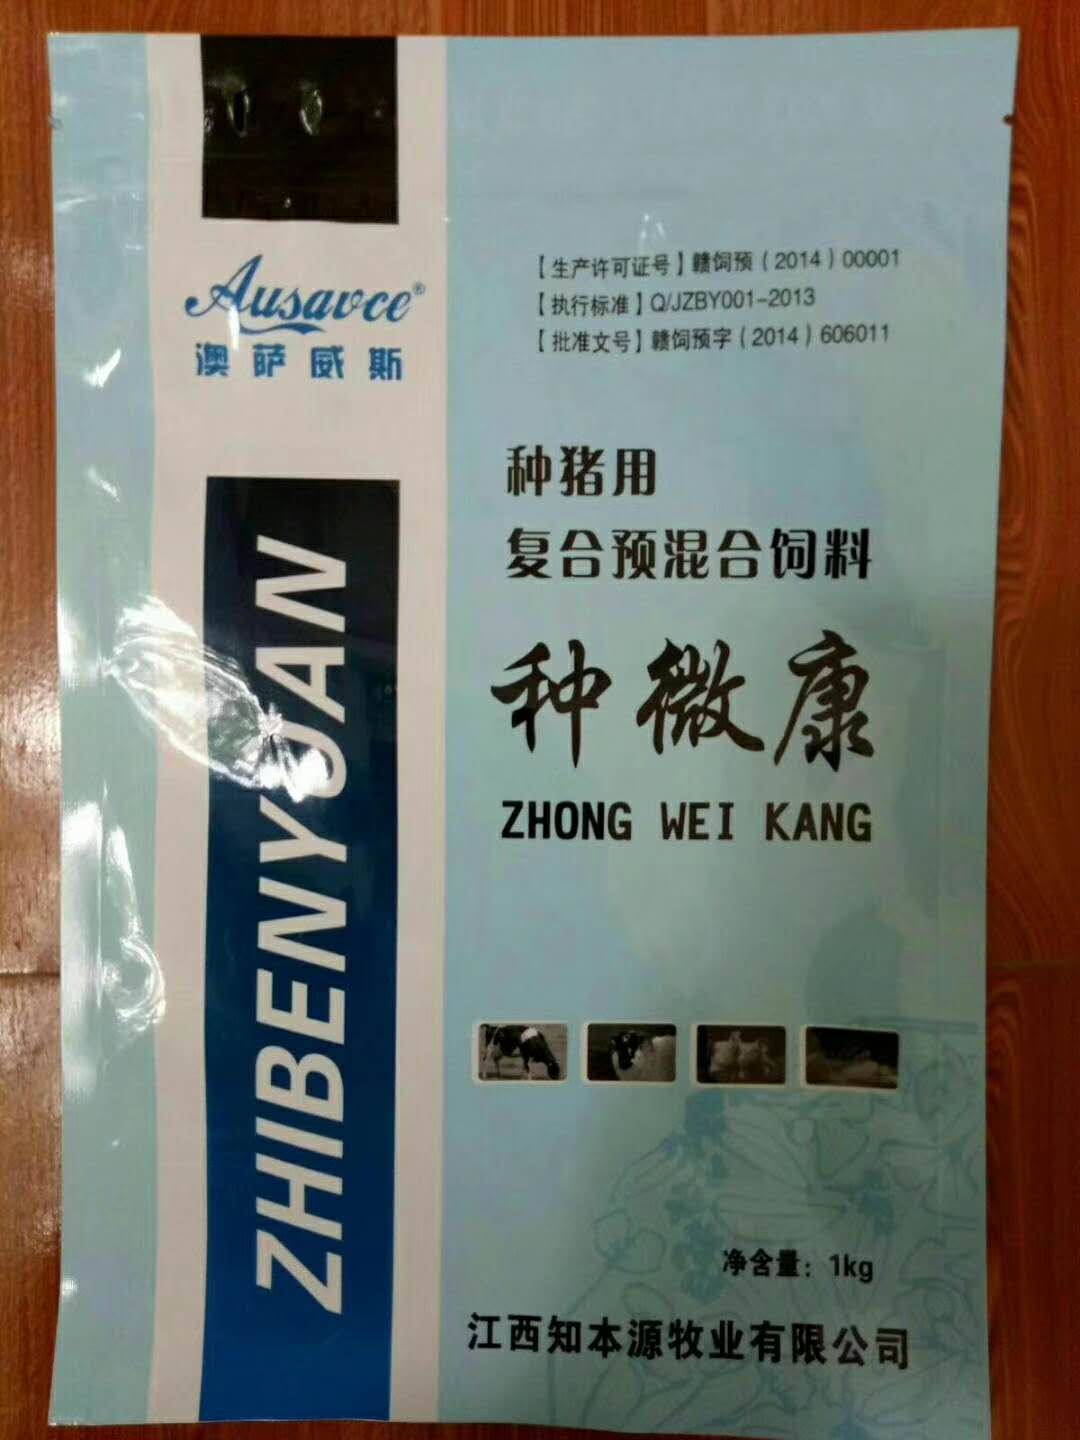 Ausavce®
澳萨威斯
ZHIBENYUAN
【生产许可证号】赣饲预（2014）00001
【执行标准】Q/JZBY001-2013
【批准文号】赣饲预字（2014）606011
种猪用
复合预混合饲料
种微康
ZHONG WEI KANG
净含量：1kg
江西知本源牧业有限公司